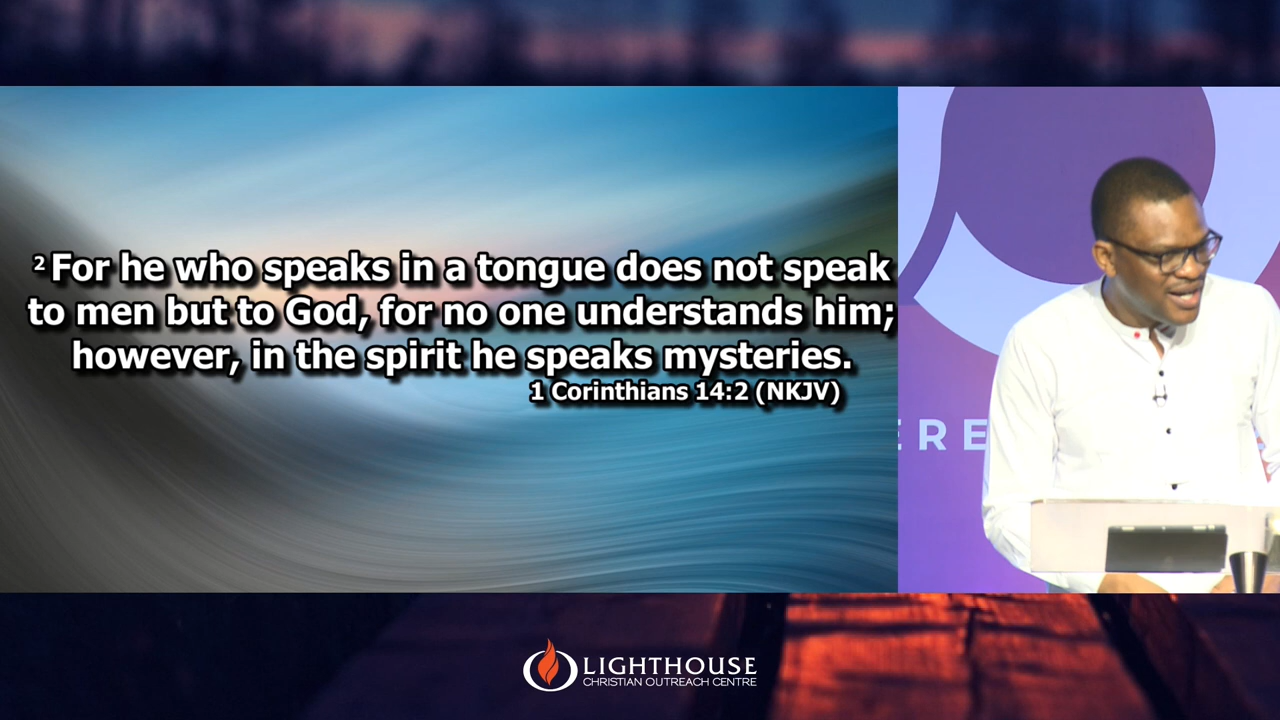 2 For he who speaks in a tongue does not speak
to men but to God, for no one understands him;
however, in the spirit he speaks mysteries.
1 Corinthians 14:2 (NKJV)
ERE
LIGHTHOUSE
CHRISTIAN OUTREACH CENTRE